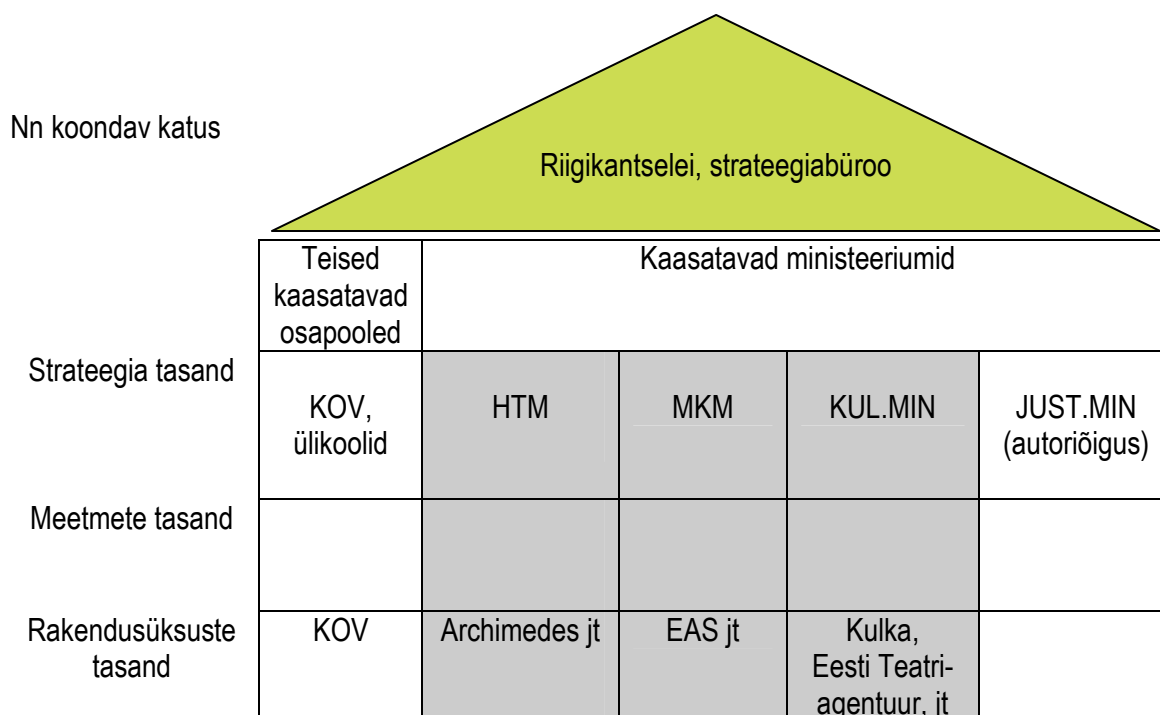 Nn koondav katus
Riigikantselei, strateegiabüroo
Teised
kaasatavad
osapooled
Kaasatavad ministeeriumid
Strateegia tasand
KOV,
ülikoolid
HTM
MKM
KUL.MIN
JUST.MIN
(autoriõigus)
Meetmete tasand
Rakendusüksuste
tasand
KOV
Archimedes jt
EAS jt
Kulka,
Eesti Teatri-
agentuur, jt